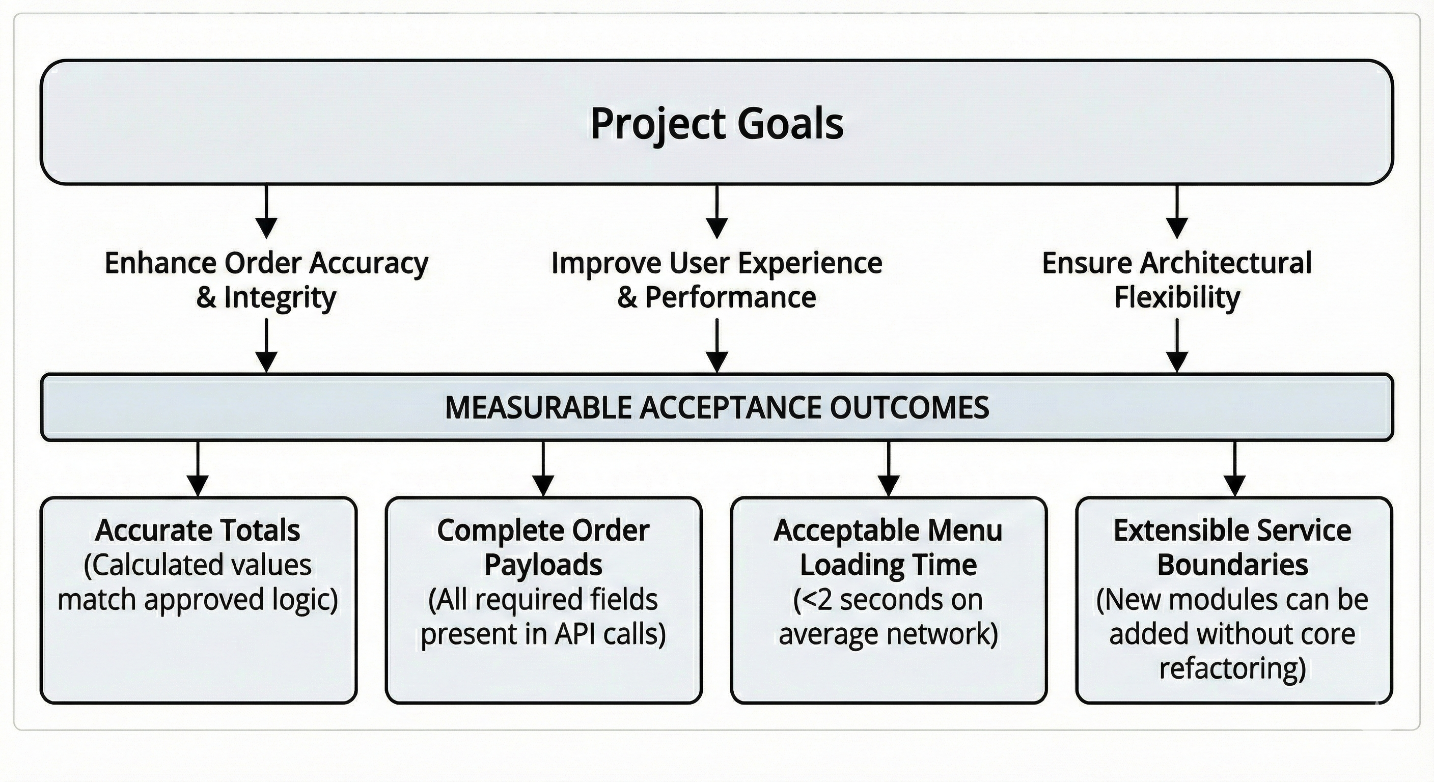 Project Goals
Enhance Order Accuracy
& Integrity
Improve User Experience
& Performance
Ensure Architectural
Flexibility
MEASURABLE ACCEPTANCE OUTCOMES
Accurate Totals
(Calculated values
match approved logic)
Complete Order
Payloads
(All required fields
present in API calls)
Acceptable Menu
Loading Time
(<2 seconds on
average network)
Extensible Service
Boundaries
(New modules can be
added without core
refactoring)